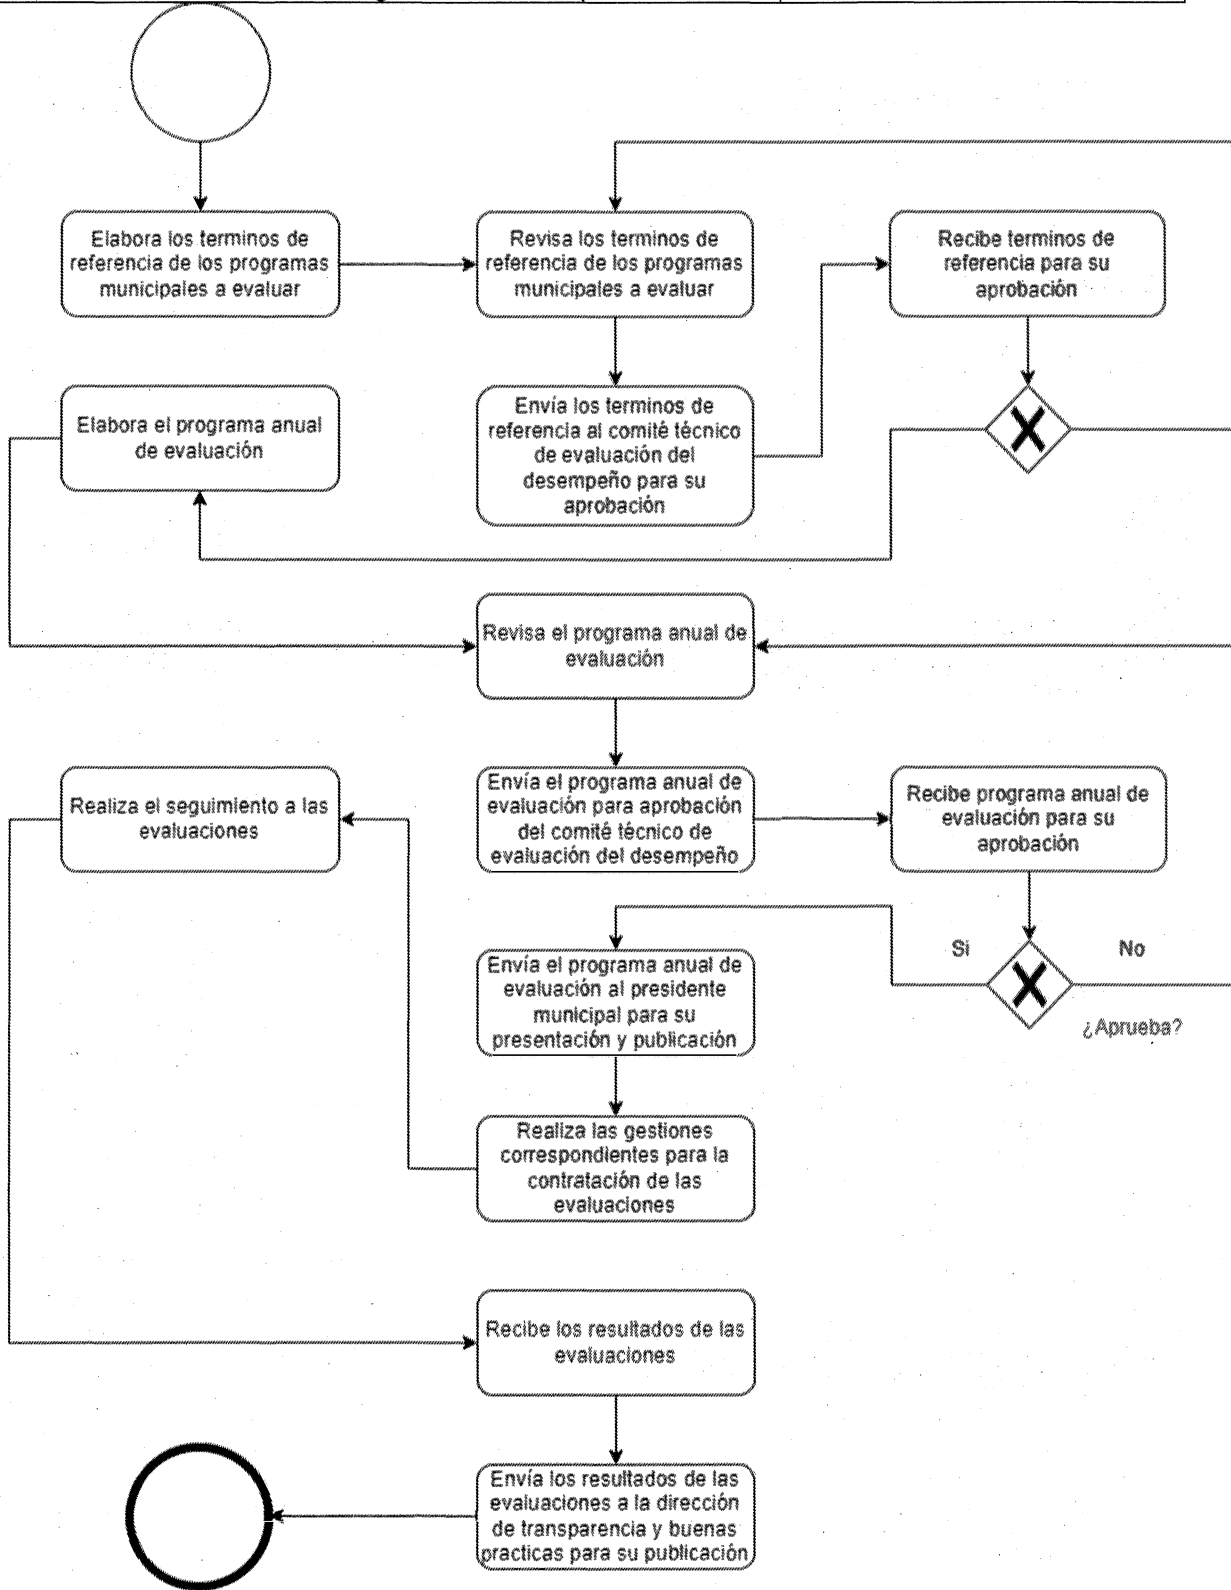 Elabora los terminos de
referencia de los programas
municipales a evaluar
Revisa los terminos de
referencia de los programas
municipales a evaluar
Recibe terminos de
referencia para su
aprobación
Elabora el programa anual
de evaluación
Envía los terminos de
referencia al comité técnico
de evaluación del
desempeño para su
aprobación
Revisa el programa anual de
evaluación
Realiza el seguimiento a las
evaluaciones
Envía el programa anual de
evaluación para aprobación
del comité técnico de
evaluación del desempeño
Recibe programa anual de
evaluación para su
aprobación
Si
No
¿Aprueba?
Envía el programa anual de
evaluación al presidente
municipal para su
presentación y publicación
Realiza las gestiones
correspondientes para la
contratación de las
evaluaciones
Recibe los resultados de las
evaluaciones
Envía los resultados de las
evaluaciones a la dirección
de transparencia y buenas
practicas para su publicación